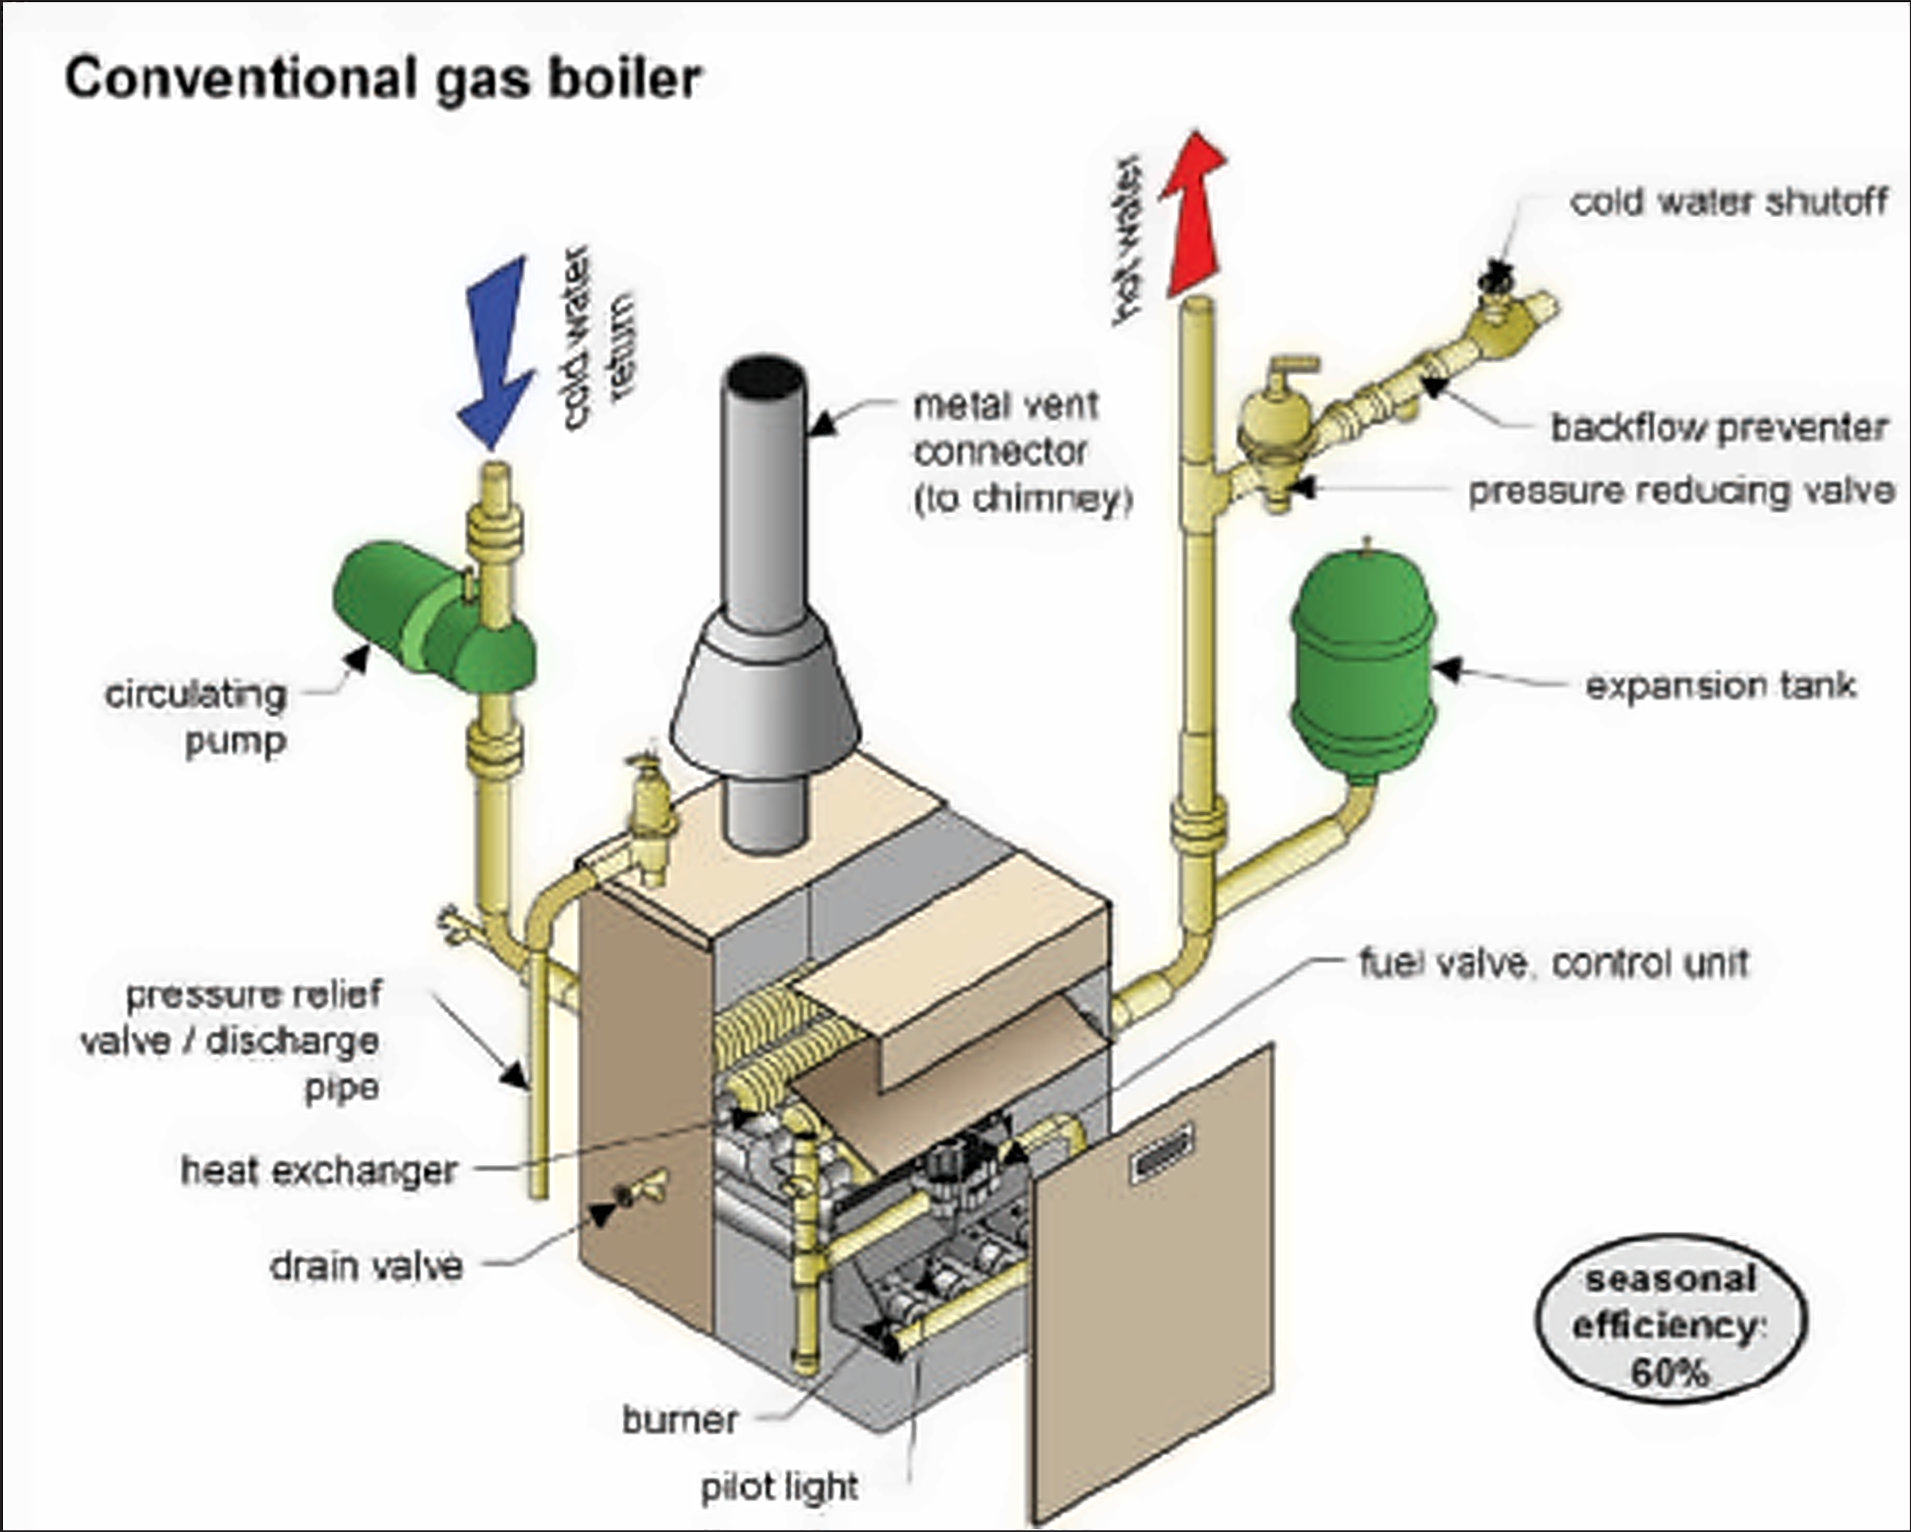 Conventional gas boiler
hot water
cold water shutoff
cold water
return
metal vent
connector
(to chimney)
backflow preventer
pressure reducing valve
circulating
pump
expansion tank
pressure relief
valve / discharge
pipe
fuel valve, control unit
heat exchanger
drain valve
seasonal
efficiency:
60%
burner
pilot light